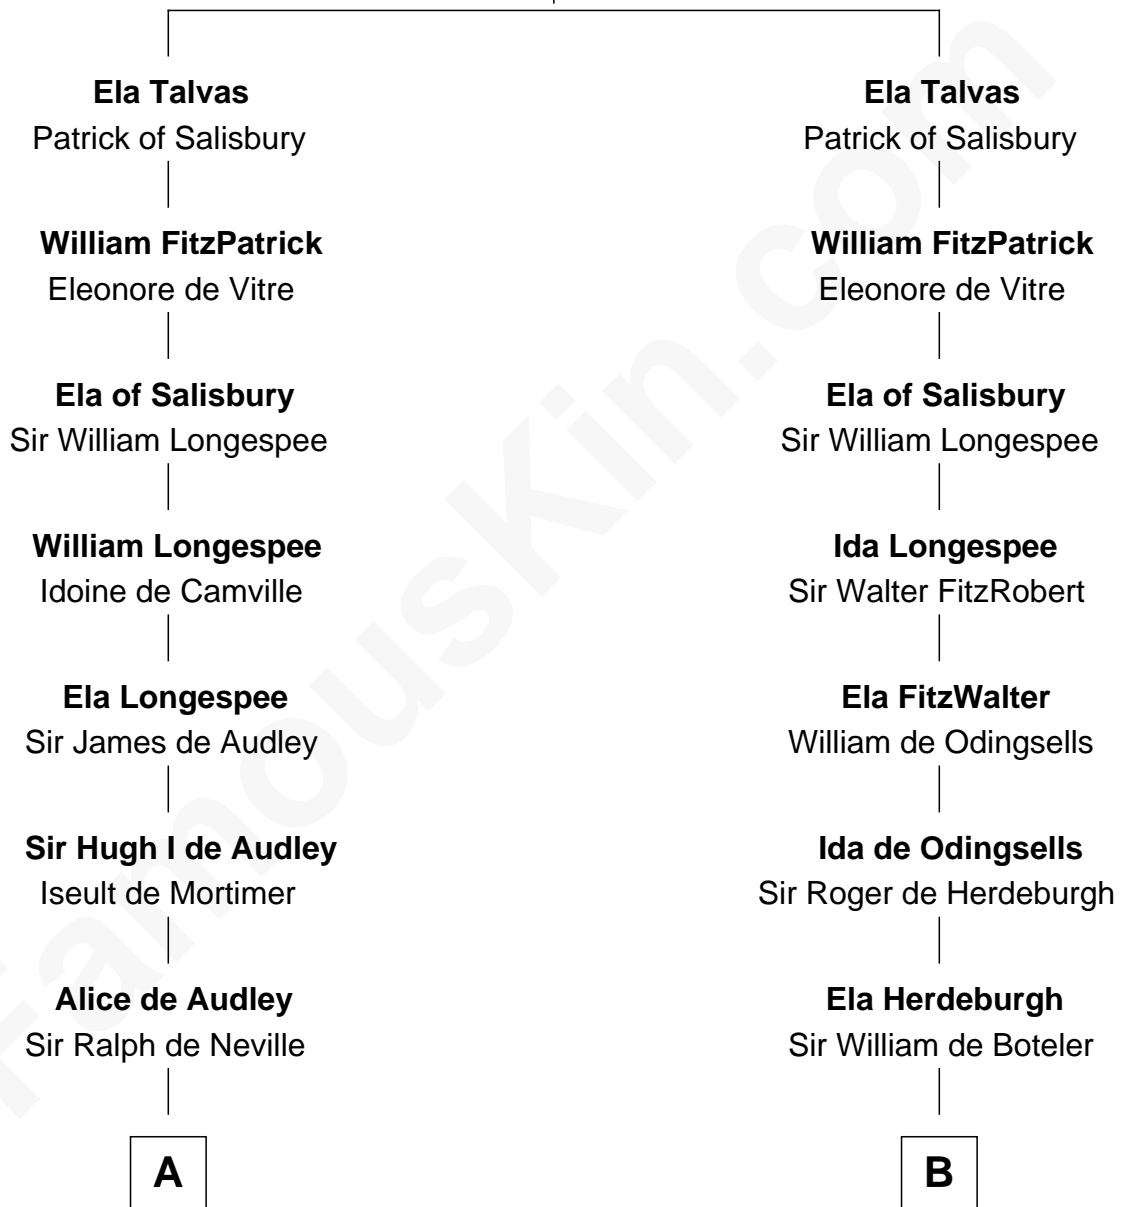 Ela Talvas
Patrick of Salisbury
William FitzPatrick
Eleonore de Vitre
Ela of Salisbury
Sir William Longespee
William Longespee
Idoine de Camville
Ela Longespee
Sir James de Audley
Sir Hugh I de Audley
Iseult de Mortimer
Alice de Audley
Sir Ralph de Neville
A
Ela Talvas
Patrick of Salisbury
William FitzPatrick
Eleonore de Vitre
Ela of Salisbury
Sir William Longespee
Ida Longespee
Sir Walter FitzRobert
Ela FitzWalter
William de Odingsells
Ida de Odingsells
Sir Roger de Herdeburgh
Ela Herdeburgh
Sir William de Boteler
B
FamousKin.com